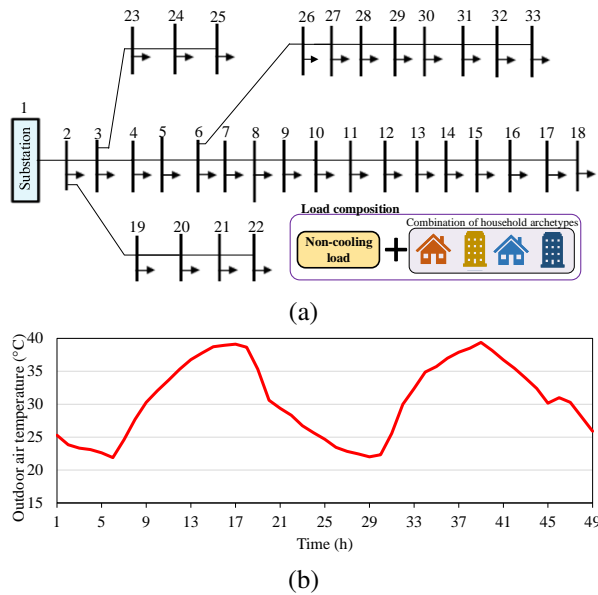 23 24 25 26 27 28 29 30 31 32 33
1
Substation
2 3 4 5 6 7 8 9 10 11 12 13 14 15 16 17 18
19 20 21 22
Load composition
Combination of household archetypes
Non-cooling
load
(a)
Outdoor air temperature (°C)
40
35
30
25
20
15
1 5 9 13 17 21 25 29 33 37 41 45 49
Time (h)
(b)